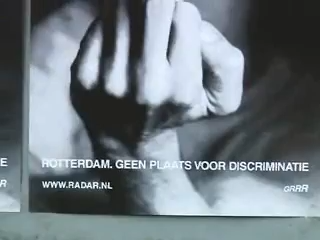 ROTTERDAM. GEEN PLAATS VOOR DISCRIMINATIE
WWW.RADAR.NL
GRRR
E
R